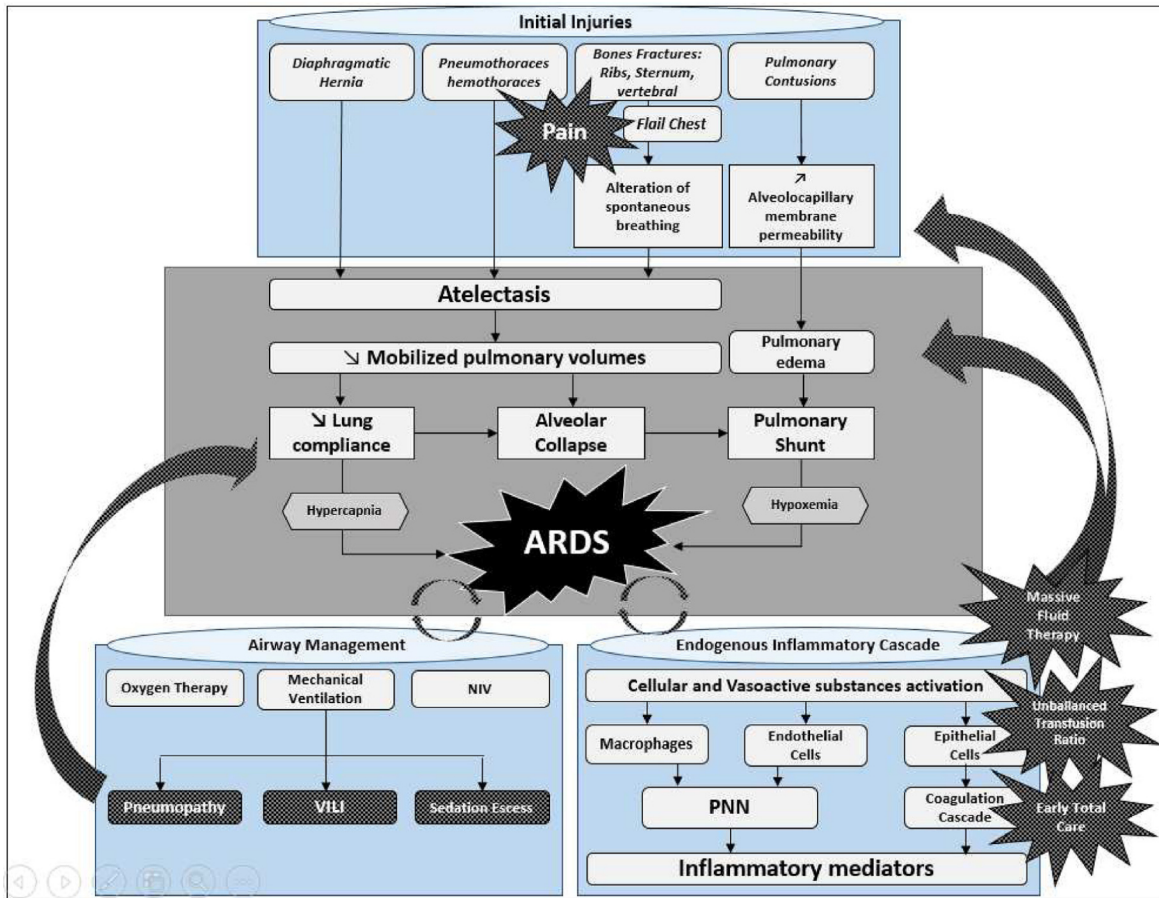 Initial Injuries
Diaphragmatic
Hernia
Pneumothoraces
hemothoraces
Bones Fractures:
Ribs, Sternum,
vertebral
Pulmonary
Contusions
Pain
Flail Chest
Alteration of
spontaneous
breathing
↗
Alveolocapillary
membrane
permeability
Atelectasis
↘ Mobilized pulmonary volumes
Pulmonary
edema
↘ Lung
compliance
Alveolar
Collapse
Pulmonary
Shunt
Hypercapnia
Hypoxemia
ARDS
Airway Management
Oxygen Therapy
Mechanical
Ventilation
NIV
Pneumopathy
VILI
Sedation Escess
Endogenous Inflammatory Cascade
Cellular and Vasoactive substances activation
Macrophages
Endothelial
Cells
Epithelial
Cells
PNN
Coagulation
Cascade
Inflammatory mediators
Massive
Fluid
Therapy
Unballanced
Transfusion
Ratio
Early Total
Care